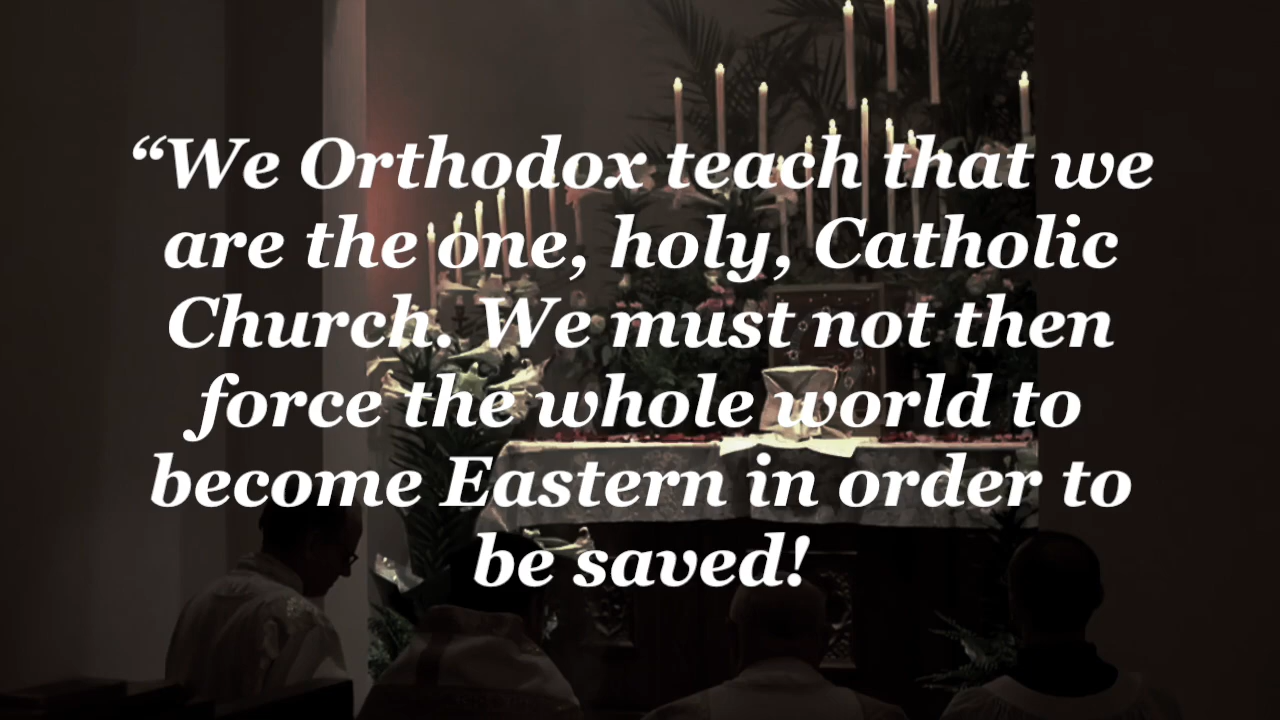 “We Orthodox teach that we
are the one, holy, Catholic
Church. We must not then
force the whole world to
become Eastern in order to
be saved!